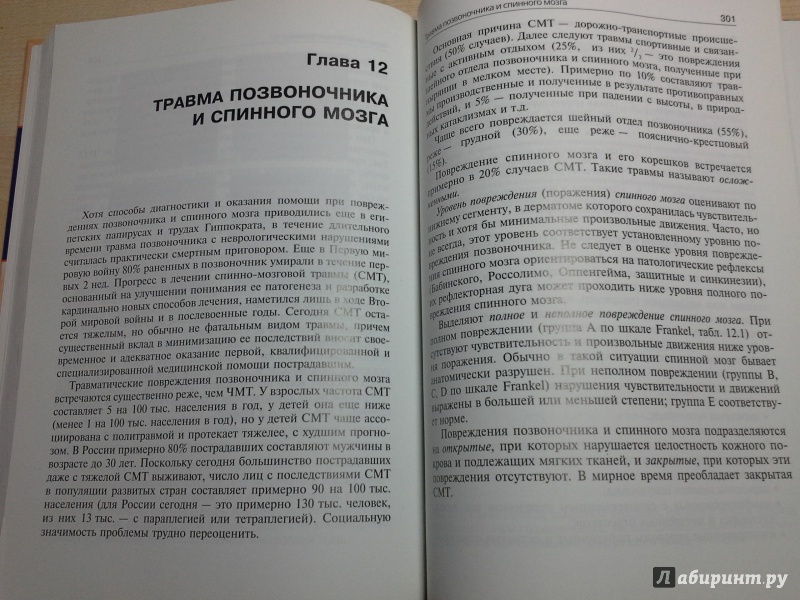 Глава 12
ТРАВМА ПОЗВОНОЧНИКА
И СПИННОГО МОЗГА
Хотя способы диагностики и оказания помощи при повреж-
дениях позвоночника и спинного мозга приводились еще в еги-
петских папирусах и трудах Гиппократа, в течение длительного
времени травма позвоночника с неврологическими нарушениями
считалась практически смертным приговором. Еще в Первую ми-
ровую войну 80% раненных в позвоночник умирали в течение пер-
вых 2 нед. Прогресс в лечении спинно-мозговой травмы (СМТ),
основанный на улучшении понимания ее патогенеза и разработке
кардинально новых способов лечения, наметился лишь в ходе Вто-
рой мировой войны и в послевоенные годы. Сегодня СМТ оста-
ется тяжелым, но обычно не фатальным видом травмы, причем
существенный вклад в минимизацию ее последствий вносит свое-
временное и адекватное оказание первой, квалифицированной и
специализированной медицинской помощи пострадавшим.
Травматические повреждения позвоночника и спинного мозга
встречаются существенно реже, чем ЧМТ. У взрослых частота СМТ
составляет 5 на 100 тыс. населения в год, у детей она еще ниже
(менее 1 на 100 тыс. населения в год), но у детей СМТ чаще ассо-
циирована с политравмой и протекает тяжелее, с худшим прогно-
зом. В России примерно 80% пострадавших составляют мужчины в
возрасте до 30 лет. Поскольку сегодня большинство пострадавших
даже с тяжелой СМТ выживают, число лиц с последствиями СМТ
в популяции развитых стран составляет примерно 90 на 100 тыс.
населения (для России сегодня — это примерно 130 тыс. человек,
из них 13 тыс. — с параплегией или тетраплегией). Социальную
значимость проблемы трудно переоценить.
Травма позвоночника и спинного мозга 301
Основная причина СМТ — дорожно-транспортные происше-
ствия (50% случаев). Далее следуют травмы спортивные и связан-
ные с активным отдыхом (25%, из них 2/3 — это повреждения
шейного отдела позвоночника и спинного мозга, полученные при
нырянии в мелком месте). Примерно по 10% составляют трав-
мы производственные и полученные в результате противоправных
действий, и 5% — полученные при падении с высоты, в природ-
ных катаклизмах и т.д.
Чаще всего повреждается шейный отдел позвоночника (55%),
реже — грудной (30%), еще реже — пояснично-крестцовый
(15%).
Повреждение спинного мозга и его корешков встречается
примерно в 20% случаев СМТ. Такие травмы называют ослож-
ненными.
Уровень повреждения (поражения) спинного мозга оценивают по
нижнему сегменту, в дерматоме которого сохранилась чувствитель-
ность и хотя бы минимальные произвольные движения. Часто, но
не всегда, этот уровень соответствует установленному уровню по-
вреждения позвоночника. Не следует в оценке уровня поврежде-
ния спинного мозга ориентироваться на патологические рефлексы
(Бабинского, Россолимо, Оппенгейма, защитные и синкинезии),
их рефлекторная дуга может проходить ниже уровня полного по-
вреждения спинного мозга.
Выделяют полное и неполное повреждение спинного мозга. При
полном повреждении (группа А по шкале Frankel, табл. 12.1) от-
сутствуют чувствительность и произвольные движения ниже уров-
ня поражения. Обычно в такой ситуации спинной мозг бывает
анатомически разрушен. При неполном повреждении (группы В,
С, D по шкале Frankel) нарушения чувствительности и движений
выражены в большей или меньшей степени; группа Е соответству-
ет норме.
Повреждения позвоночника и спинного мозга подразделяются
на открытые, при которых нарушается целостность кожного по-
крова и подлежащих мягких тканей, и закрытые, при которых эти
повреждения отсутствуют. В мирное время преобладает закрытая
СМТ.
Лабиринт.ру